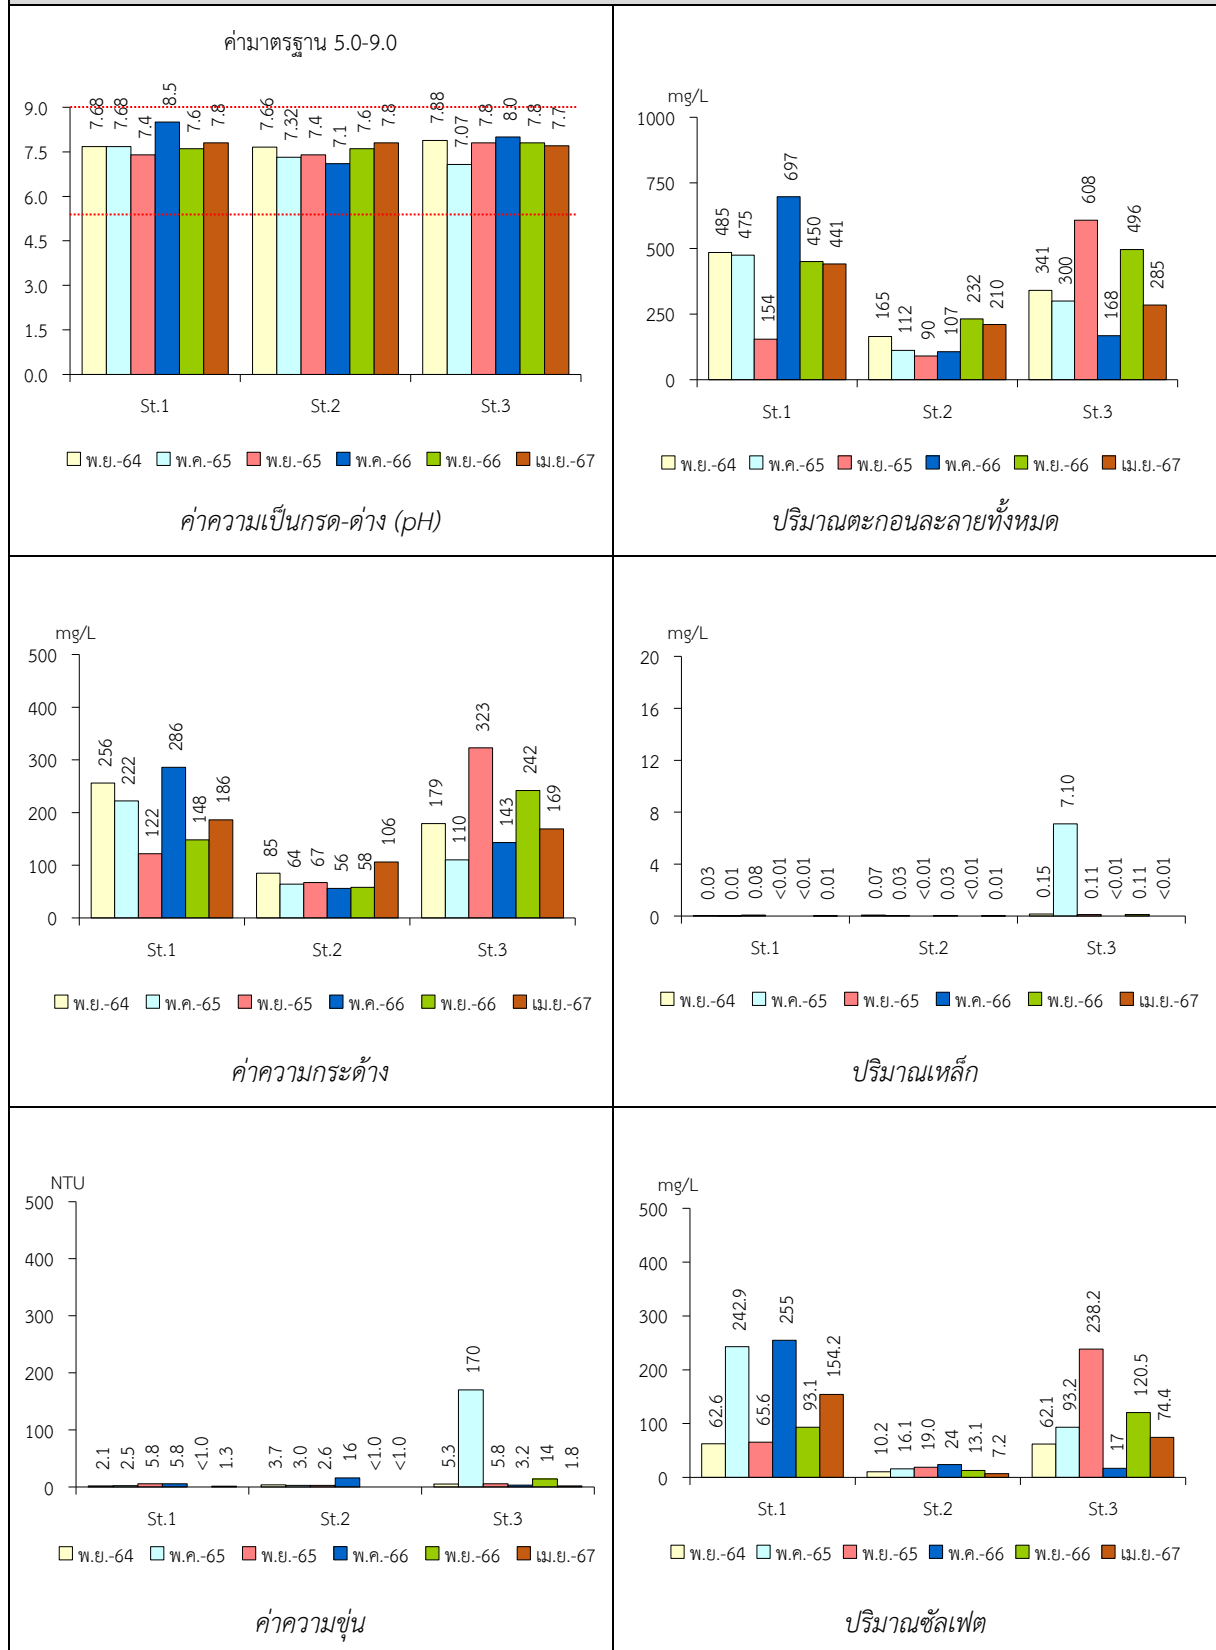 ค่ามาตรฐาน 5.0-9.0
9.0
7.5
6.0
4.5
3.0
1.5
0.0
7.68 7.68 7.4 8.5 7.6 7.8
7.66 7.32 7.4 7.1 7.6 7.8
7.88 7.07 7.8 8.0 7.8 7.7
St.1 St.2 St.3
พ.ย.-64 พ.ค.-65 พ.ย.-65 พ.ค.-66 พ.ย.-66 เม.ย.-67
ค่าความเป็นกรด-ด่าง (pH)
mg/L
1000
750
500
250
0
485 475 154 697 450 441
165 112 90 107 232 210
341 300 608 168 496 285
St.1 St.2 St.3
พ.ย.-64 พ.ค.-65 พ.ย.-65 พ.ค.-66 พ.ย.-66 เม.ย.-67
ปริมาณตะกอนละลายทั้งหมด
mg/L
500
400
300
200
100
0
256 222 122 286 148 186
85 64 67 56 58 106
179 110 323 143 242 169
St.1 St.2 St.3
พ.ย.-64 พ.ค.-65 พ.ย.-65 พ.ค.-66 พ.ย.-66 เม.ย.-67
ค่าความกระด้าง
mg/L
20
16
12
8
4
0
0.03 0.01 0.08 <0.01 <0.01 0.01
0.07 0.03 <0.01 0.03 <0.01 0.01
0.15 7.10 0.11 <0.01 0.11 <0.01
St.1 St.2 St.3
พ.ย.-64 พ.ค.-65 พ.ย.-65 พ.ค.-66 พ.ย.-66 เม.ย.-67
ปริมาณเหล็ก
NTU
500
400
300
200
100
0
2.1 2.5 5.8 5.8 <1.0 1.3
3.7 3.0 2.6 16 <1.0 <1.0
5.3 170 5.8 3.2 14 1.8
St.1 St.2 St.3
พ.ย.-64 พ.ค.-65 พ.ย.-65 พ.ค.-66 พ.ย.-66 เม.ย.-67
ค่าความขุ่น
mg/L
500
400
300
200
100
0
62.6 242.9 65.6 255 93.1 154.2
10.2 16.1 19.0 24 13.1 7.2
62.1 93.2 238.2 17 120.5 74.4
St.1 St.2 St.3
พ.ย.-64 พ.ค.-65 พ.ย.-65 พ.ค.-66 พ.ย.-66 เม.ย.-67
ปริมาณซัลเฟต